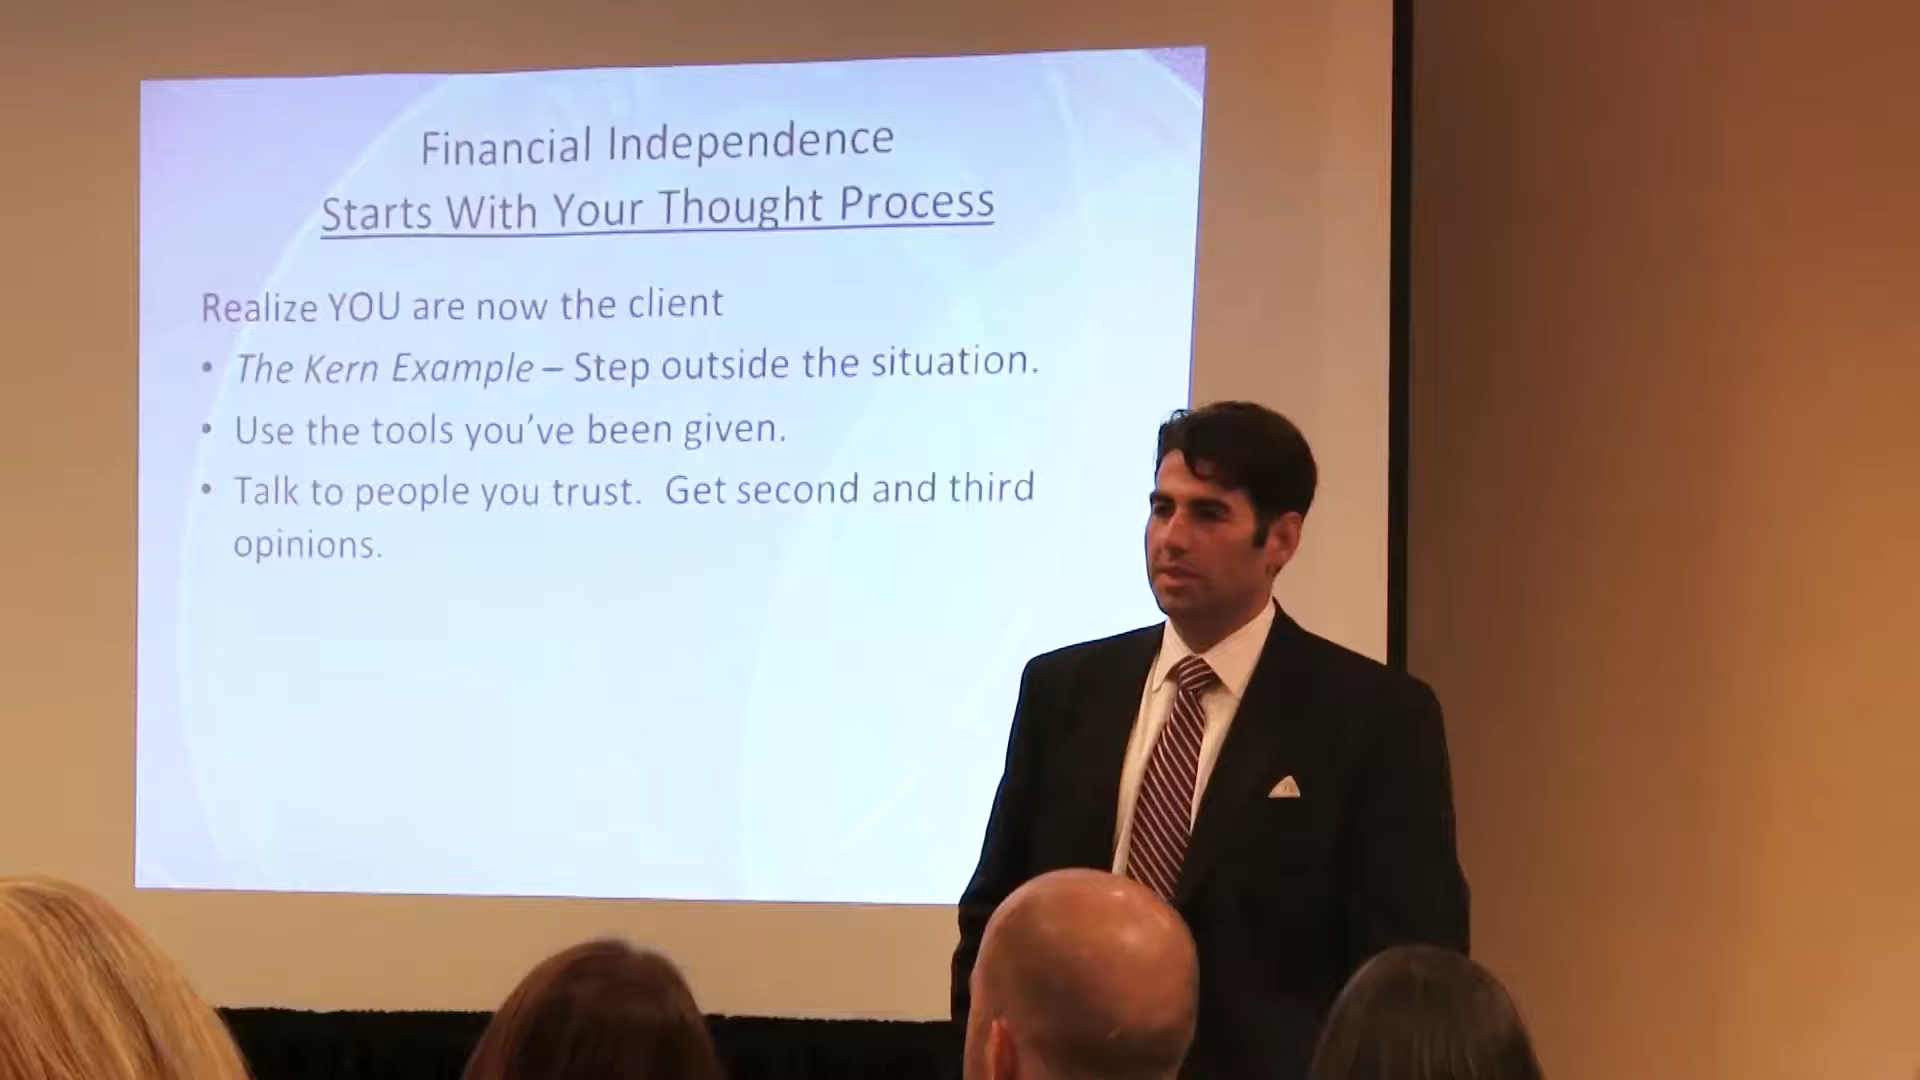 Financial Independence
Starts With Your Thought Process
Realize YOU are now the client
• The Kern Example – Step outside the situation.
• Use the tools you’ve been given.
• Talk to people you trust.  Get second and third
opinions.